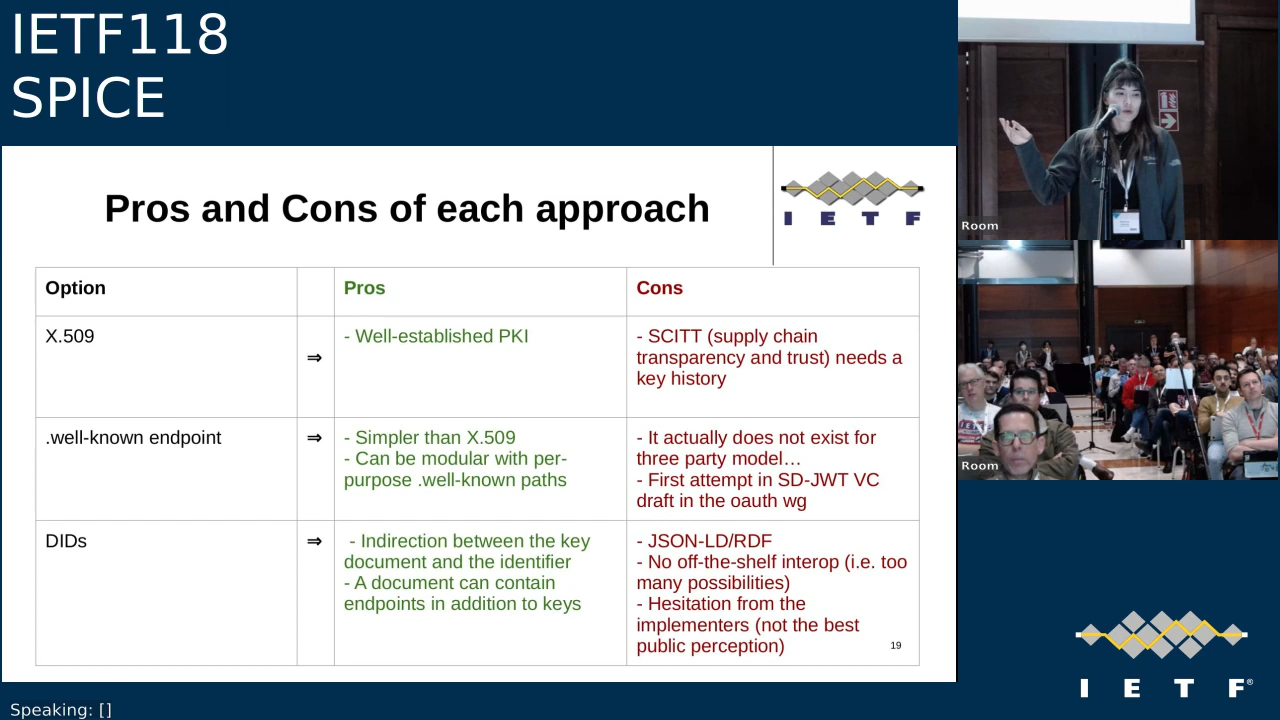 IETF118
SPICE
Pros and Cons of each approach
I E T F
Option
Pros
Cons
X.509
⇒
- Well-established PKI
- SCITT (supply chain
transparency and trust) needs a
key history
.well-known endpoint
⇒
- Simpler than X.509
- Can be modular with per-
purpose .well-known paths
- It actually does not exist for
three party model…
- First attempt in SD-JWT VC
draft in the oauth wg
DIDs
⇒
- Indirection between the key
document and the identifier
- A document can contain
endpoints in addition to keys
- JSON-LD/RDF
- No off-the-shelf interop (i.e. too
many possibilities)
- Hesitation from the
implementers (not the best
public perception)
19
Room
Room
I E T F®
Speaking: []